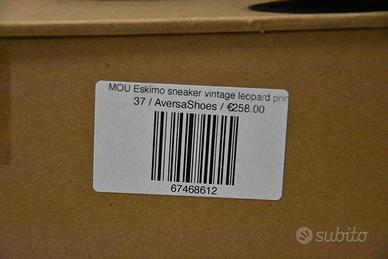 MOU Eskimo sneaker vintage leopard prin
37 / AversaShoes / €258.00
67468612
subito